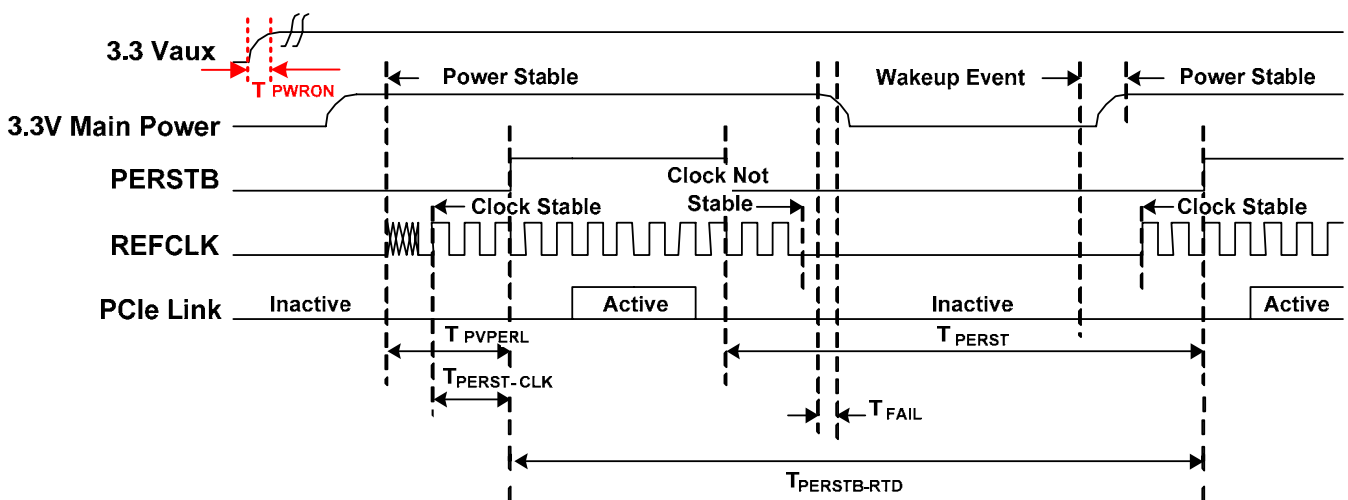 3.3 Vaux
T PWRON
Power Stable
Wakeup Event
Power Stable
3.3V Main Power
PERSTB
Clock Not
Stable
Clock Stable
Clock Stable
REFCLK
PCIe Link
Inactive
Active
Inactive
Active
T PVPERL
T PERST
TPERST-CLK
T FAIL
TPERSTB-RTD